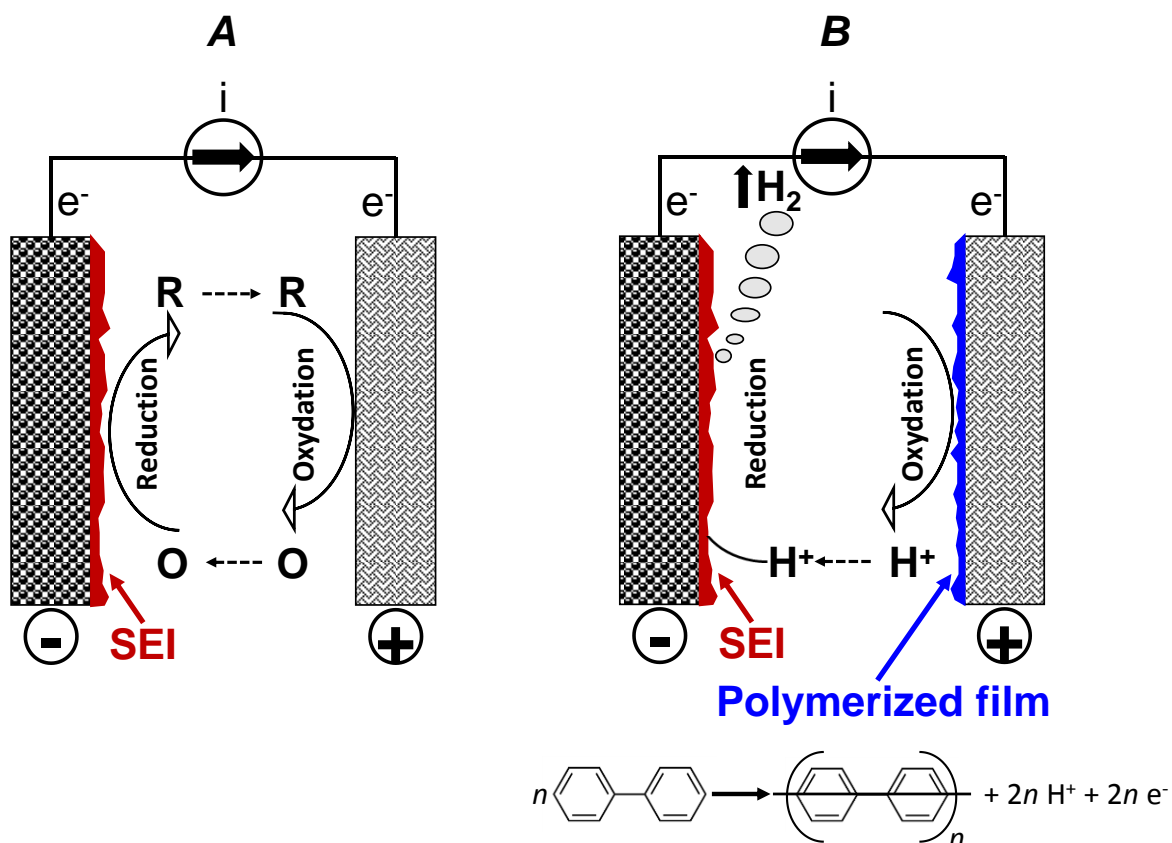 A
i
e⁻
e⁻
R
R
Reduction
Oxydation
O
O
-
+
SEI
B
i
H₂
e⁻
e⁻
Reduction
Oxydation
H⁺
H⁺
-
+
SEI
Polymerized film
n
n
+ 2n H⁺ + 2n e⁻